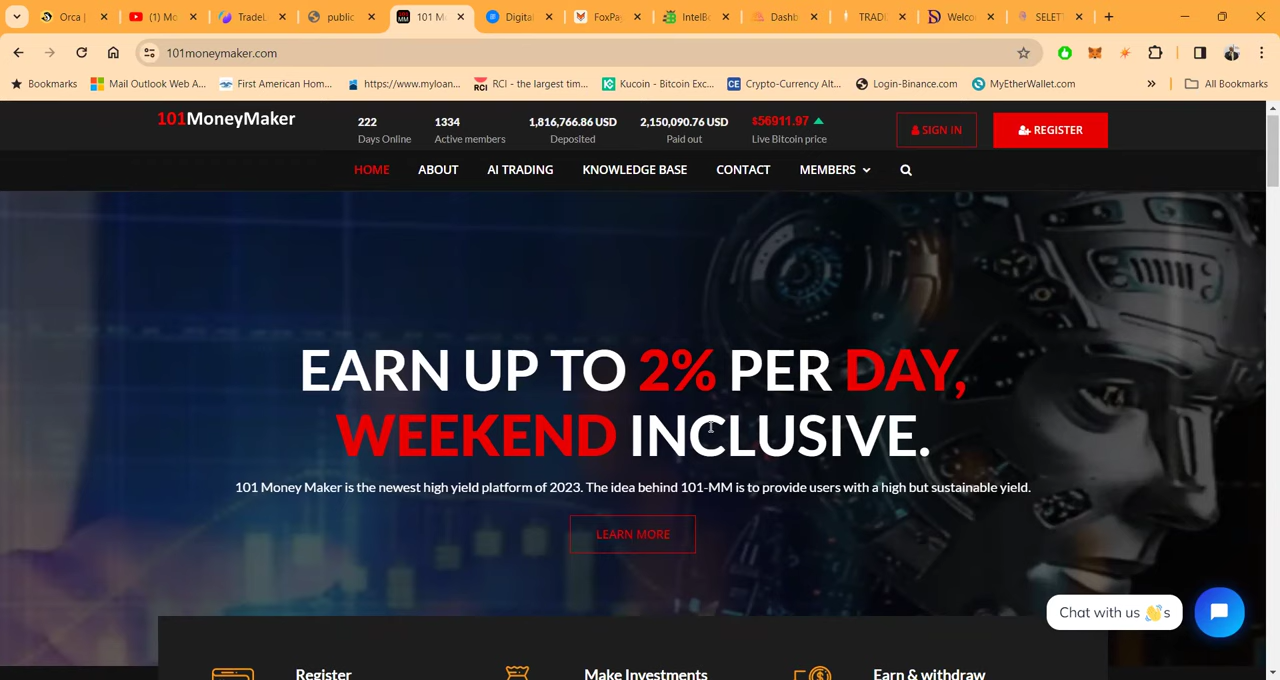 Orca |
(1) Mo
TradeL
public
101 M
Digital
FoxPa
IntelBo
Dashb
TRADI
Welco
SELET
101moneymaker.com
Bookmarks
Mail Outlook Web A...
First American Hom...
https://www.myloan...
RCI - the largest tim...
Kucoin - Bitcoin Exc...
Crypto-Currency Alt...
Login-Binance.com
MyEtherWallet.com
All Bookmarks
101MoneyMaker
222 1334 1,816,766.86 USD 2,150,090.76 USD $56911.97
Days Online Active members Deposited Paid out Live Bitcoin price
SIGN IN
REGISTER
HOME ABOUT AI TRADING KNOWLEDGE BASE CONTACT MEMBERS
EARN UP TO 2% PER DAY,
WEEKEND INCLUSIVE.
101 Money Maker is the newest high yield platform of 2023. The idea behind 101-MM is to provide users with a high but sustainable yield.
LEARN MORE
Chat with us 👋s
Register Make Investments Earn & withdraw